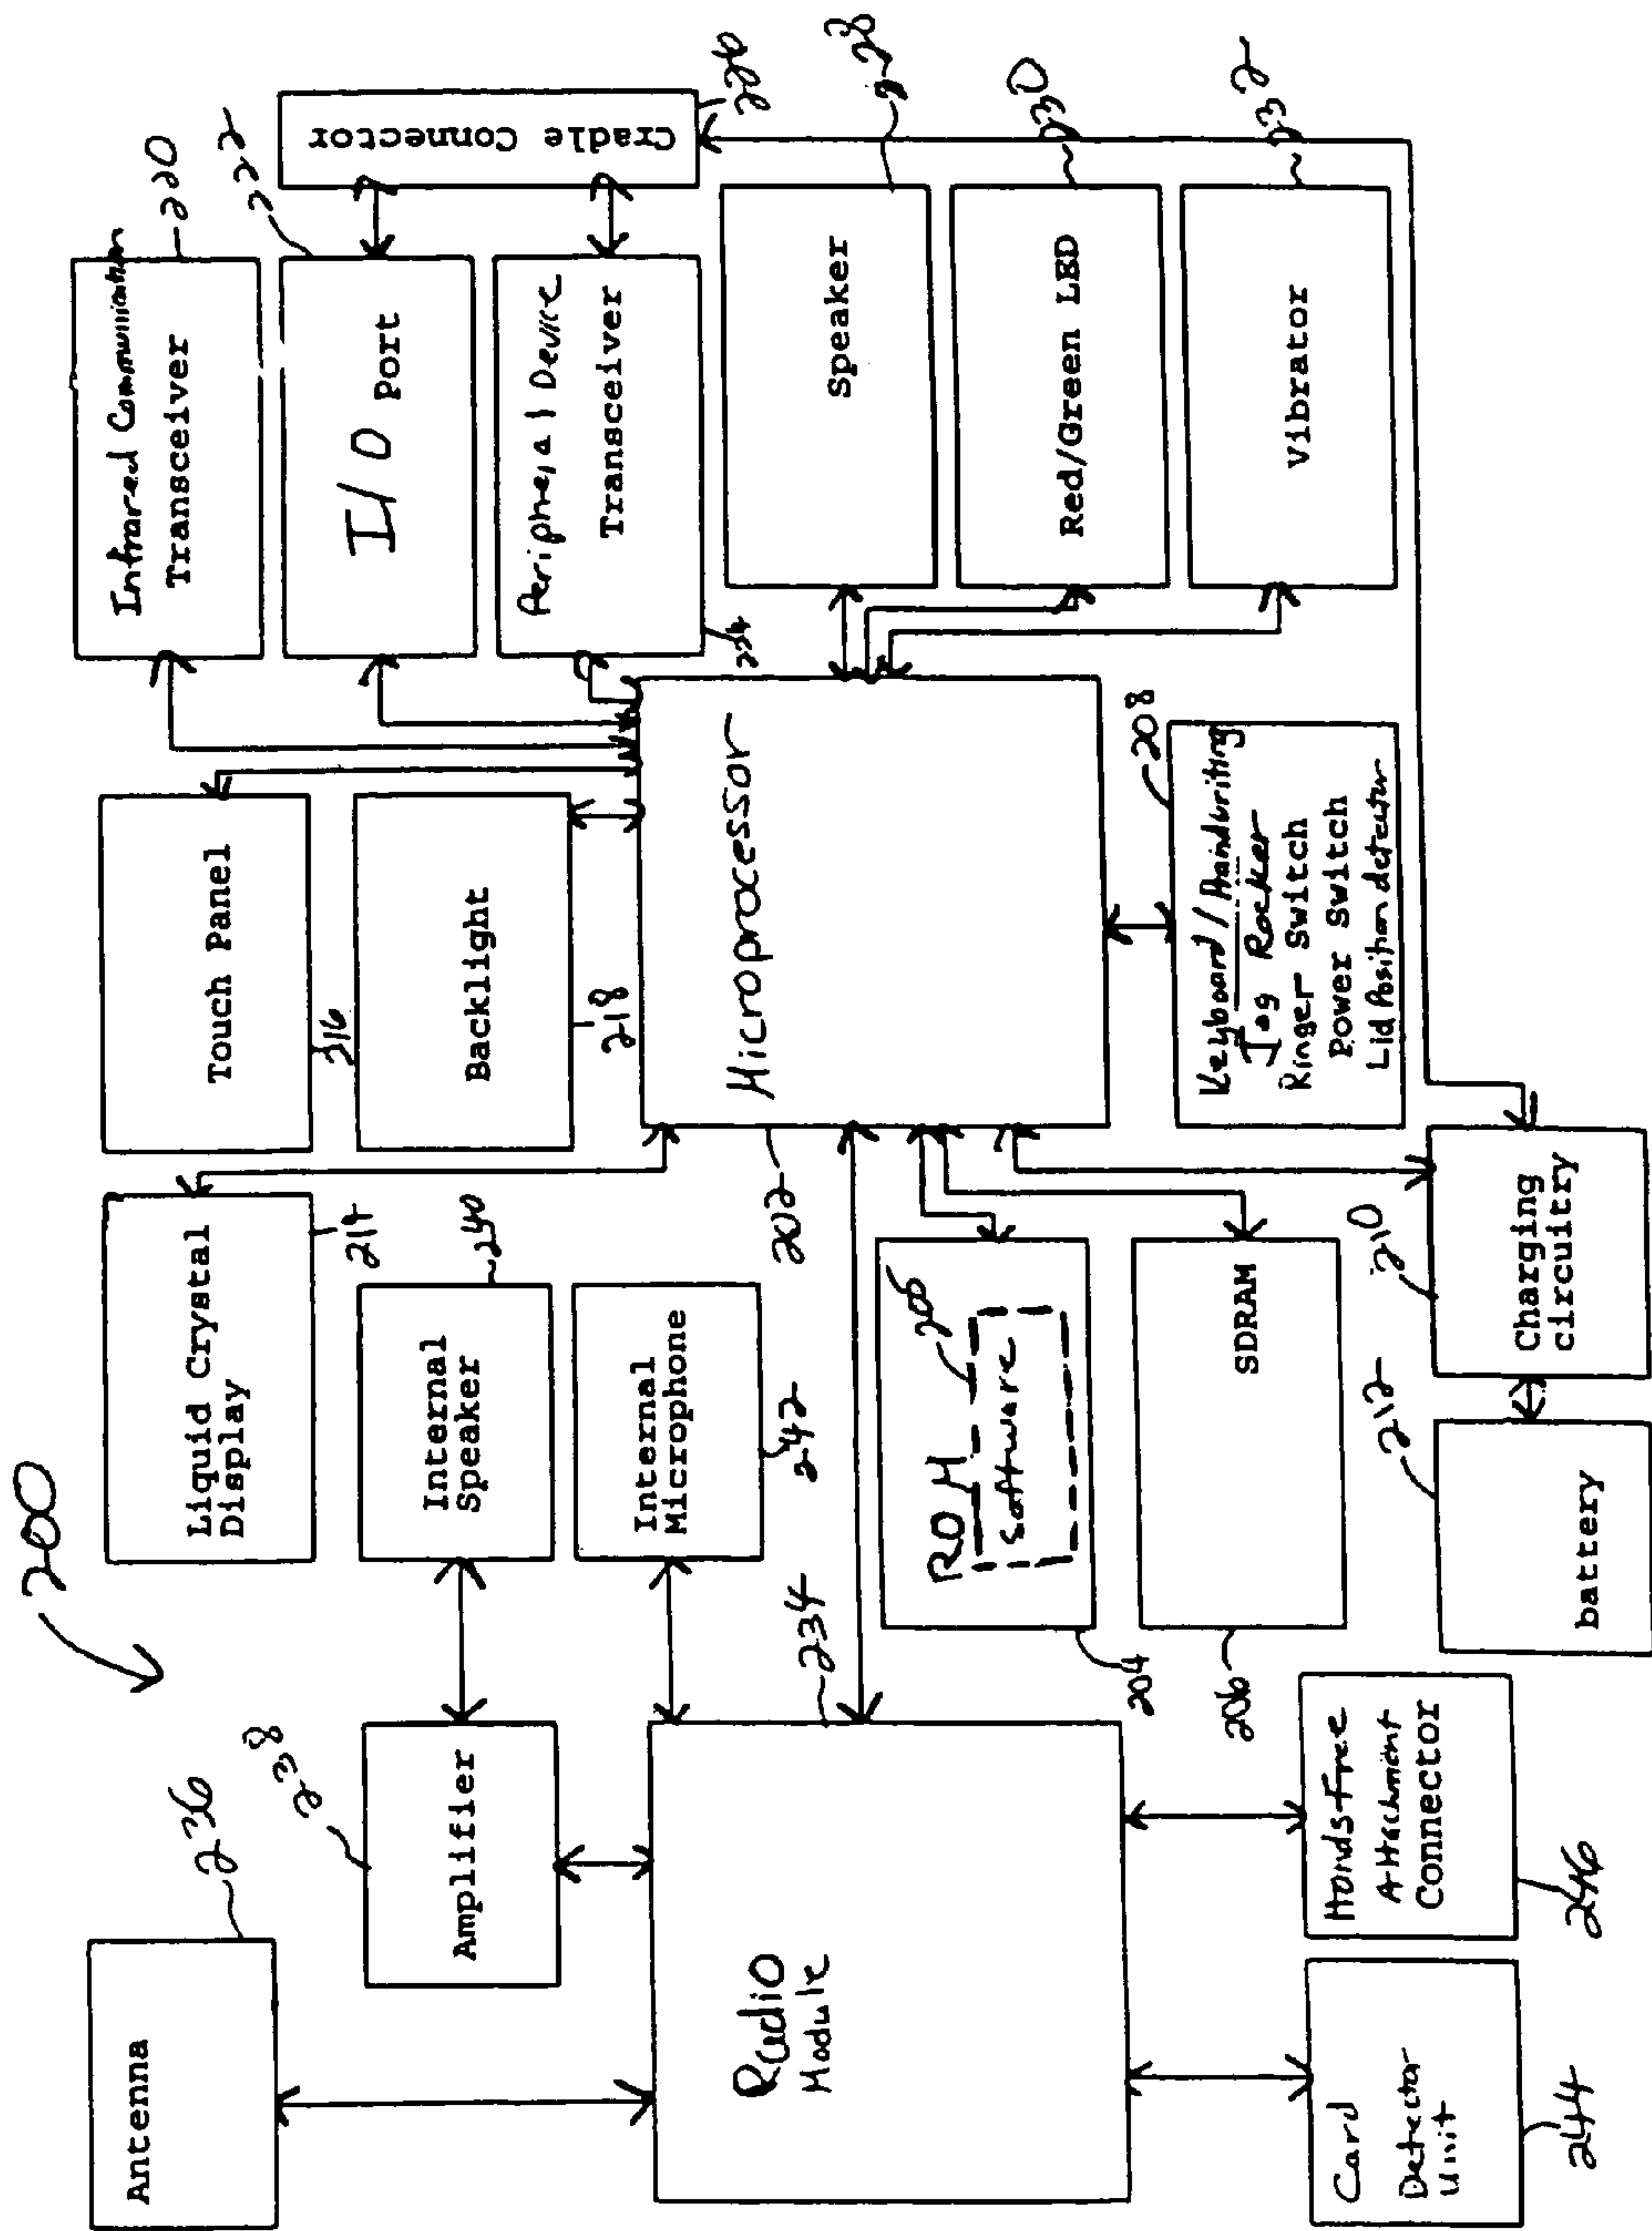 200
Antenna
236
Liquid Crystal
Display
214
Touch Panel
316
Infrared Communication
Transceiver
220
I/O Port
222
Cradle Connector
226
Amplifier
238
Internal
Speaker
240
Internal
Microphone
242
Backlight
218
Peripheral Device
Transceiver
224
Radio
Module
234
Microprocessor
202
Speaker
228
Red/Green LED
230
Vibrator
232
ROM
Software
205
204
SDRAM
206
Keyboard/Handwriting
Jog Rocker
Ringer Switch
Power Switch
Lid Position detector
208
Card
Detector
Unit
244
Handsfree
Attachment
Connector
246
battery
212
Charging
circuitry
210